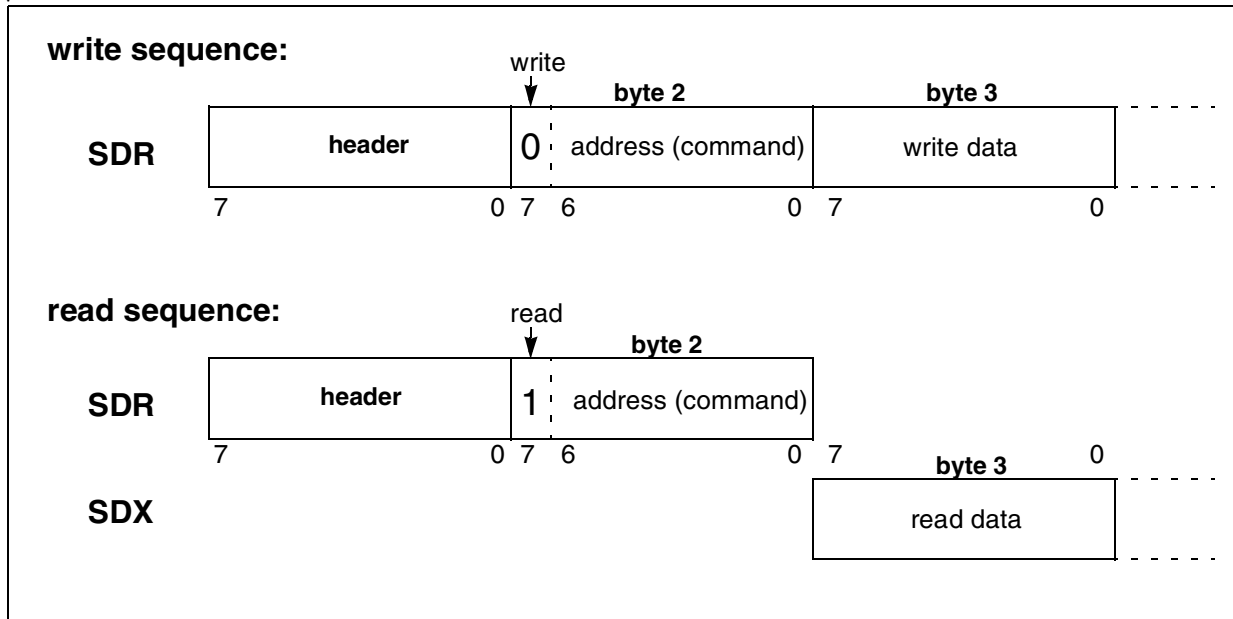 write sequence:
write
byte 2 byte 3
SDR header 0 address (command) write data
7 0 7 6 0 7 0
read sequence:
read
byte 2
SDR header 1 address (command)
7 0 7 6 0 7 0
byte 3
SDX read data